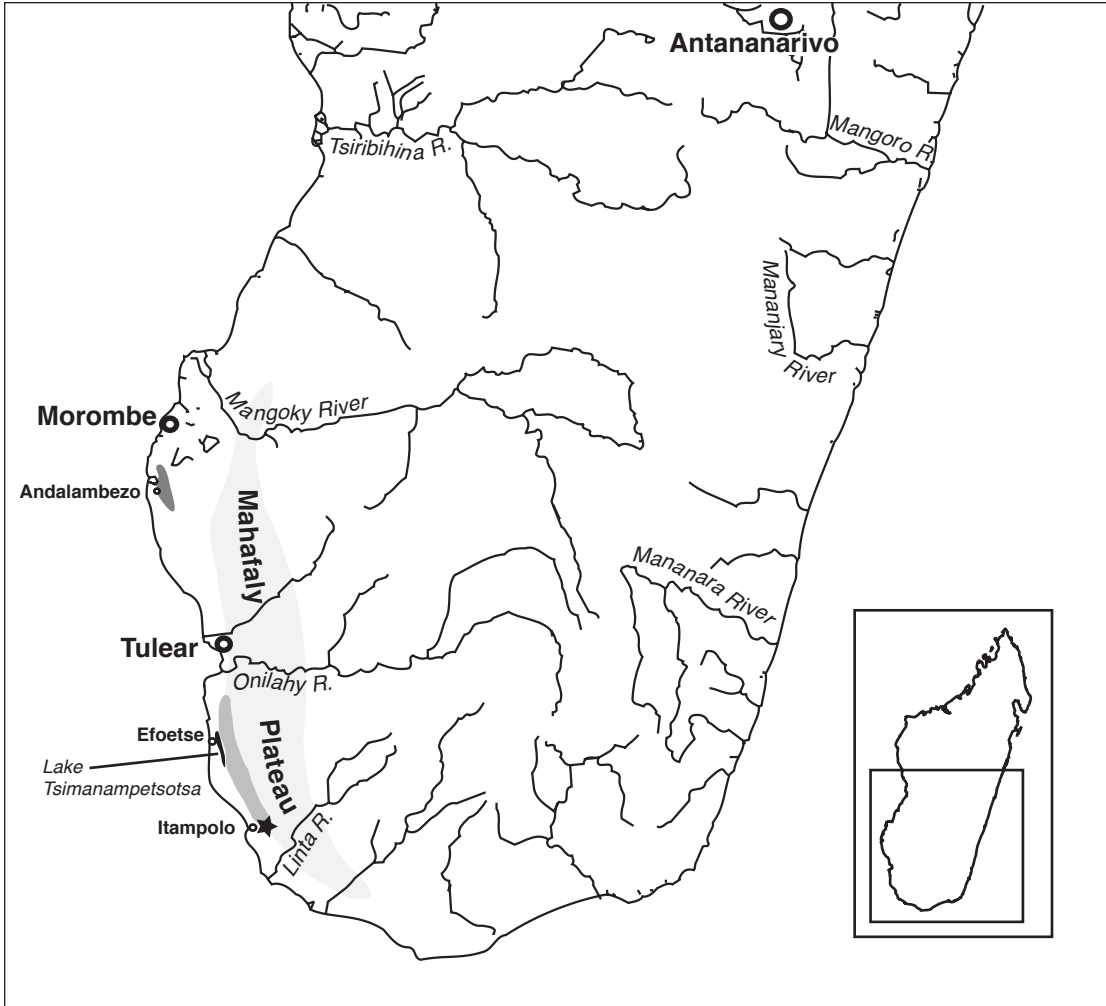 Antananarivo
Mangoro R.
Tsiribihina R.
Mananjary
River
Mangoky River
Morombe
Andalambezo
Mahafaly
Mananara River
Tulear
Onilahy R.
Efoetse
Plateau
Lake
Tsimanampetsotsa
Itampolo
Linta R.